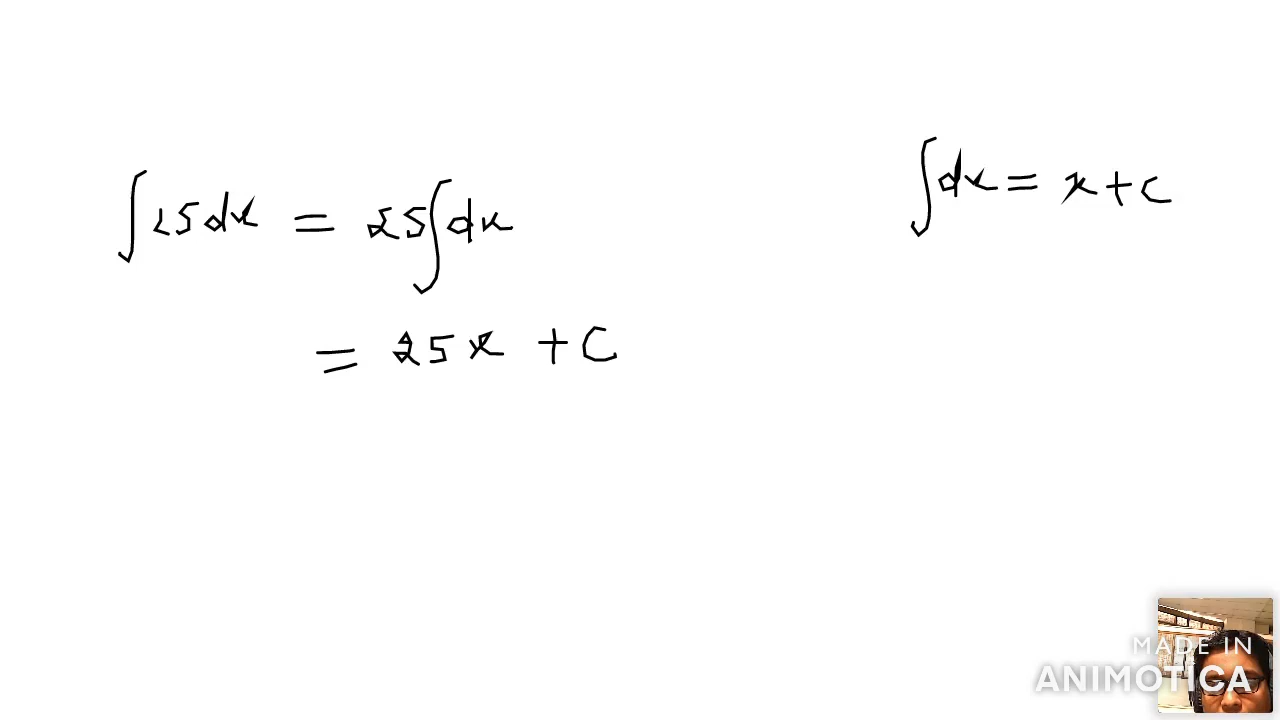 ∫25dx = 25∫dx
= 25x + C
∫dx = x + C
MADE IN
ANIMOTICA